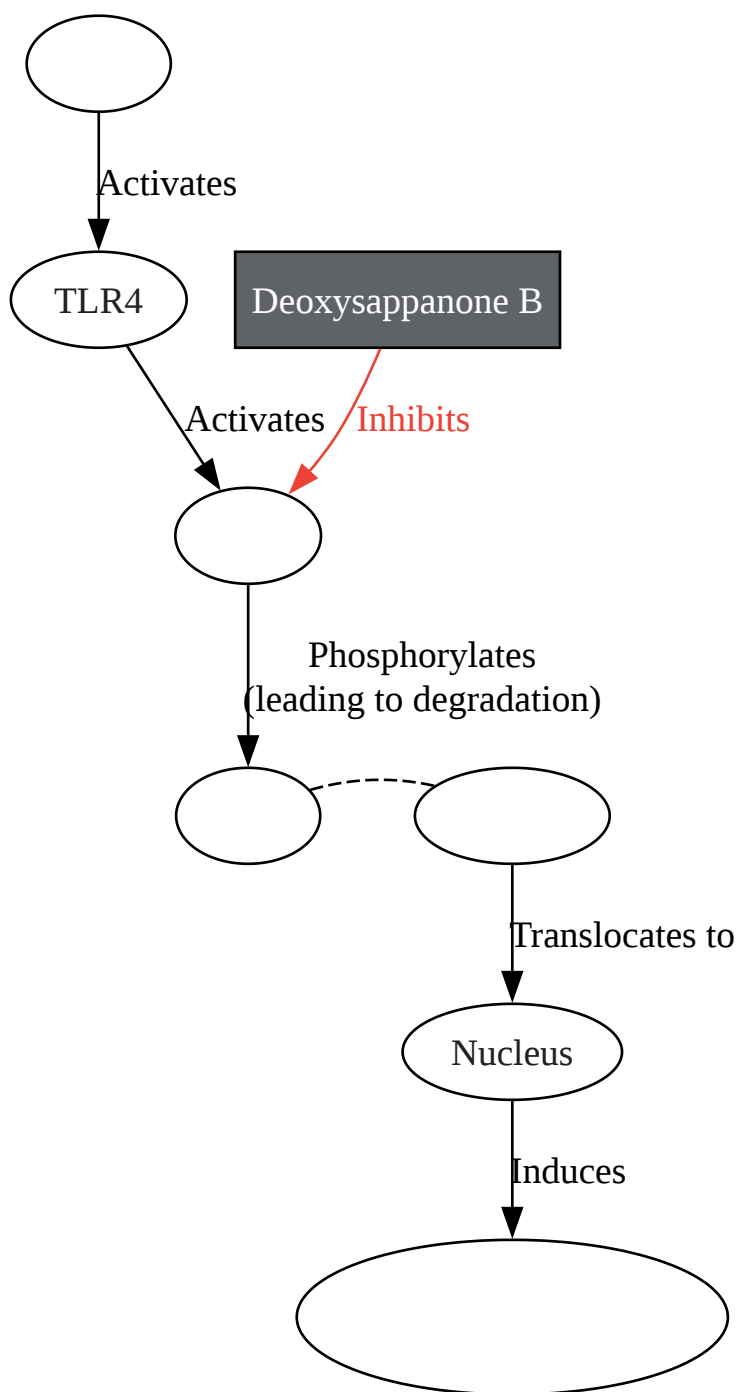 Activates
TLR4
Deoxysappanone B
Activates
Inhibits
Phosphorylates
(leading to degradation)
Translocates to
Nucleus
Induces